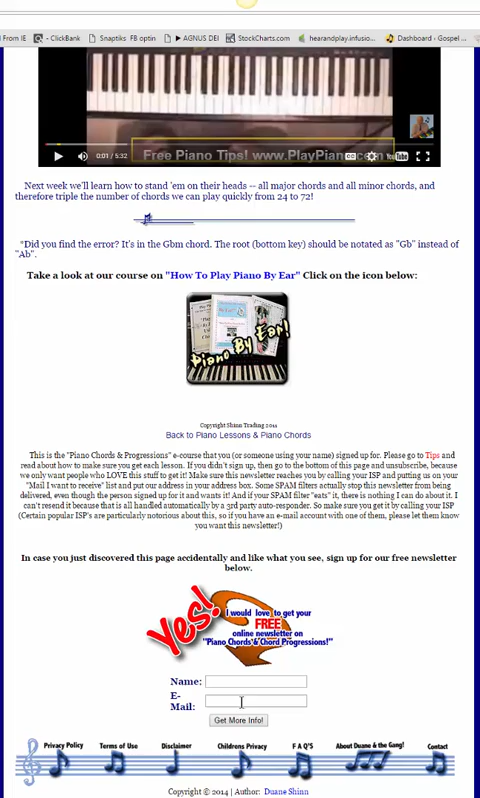 From IE - ClickBank Snaptiks FB optin ▶ AGNUS DEI StockCharts.com hearandplay.infusio... Dashboard ‹ Gospel ...
0:01 / 5:32 Free Piano Tips! www.PlayPian .com CC YouTube
Next week we'll learn how to stand 'em on their heads -- all major chords and all minor chords, and
therefore triple the number of chords we can play quickly from 24 to 72!
*Did you find the error? It's in the Gbm chord. The root (bottom key) should be notated as "Gb" instead of
"Ab".
Take a look at our course on "How To Play Piano By Ear" Click on the icon below:
Piano By Ear!
Copyright Shinn Trading 2014
Back to Piano Lessons & Piano Chords
This is the "Piano Chords & Progressions" e-course that you (or someone using your name) signed up for. Please go to Tips and
read about how to make sure you get each lesson. If you didn't sign up, then go to the bottom of this page and unsubscribe, because
we only want people who LOVE this stuff to get it! Make sure this newsletter reaches you by calling your ISP and putting us on your
"Mail I want to receive" list and put our address in your address box. Some SPAM filters actually stop this newsletter from being
delivered, even though the person signed up for it and wants it! And if your SPAM filter "eats" it, there is nothing I can do about it. I
can't resend it because that is all handled automatically by a 3rd party auto-responder. So make sure you get it by calling your ISP
(Certain popular ISP's are particularly notorious about this, so if you have an e-mail account with one of them, please let them know
you want this newsletter!)
In case you just discovered this page accidentally and like what you see, sign up for our free newsletter
below.
Yes! I would love to get your
FREE
online newsletter on
"Piano Chords & Chord Progressions!"
Name:
E-
Mail:
Get More Info!
Privacy Policy Terms of Use Disclaimer Childrens Privacy F A Q'S About Duane & the Gang! Contact
Copyright © 2014 | Author: Duane Shinn